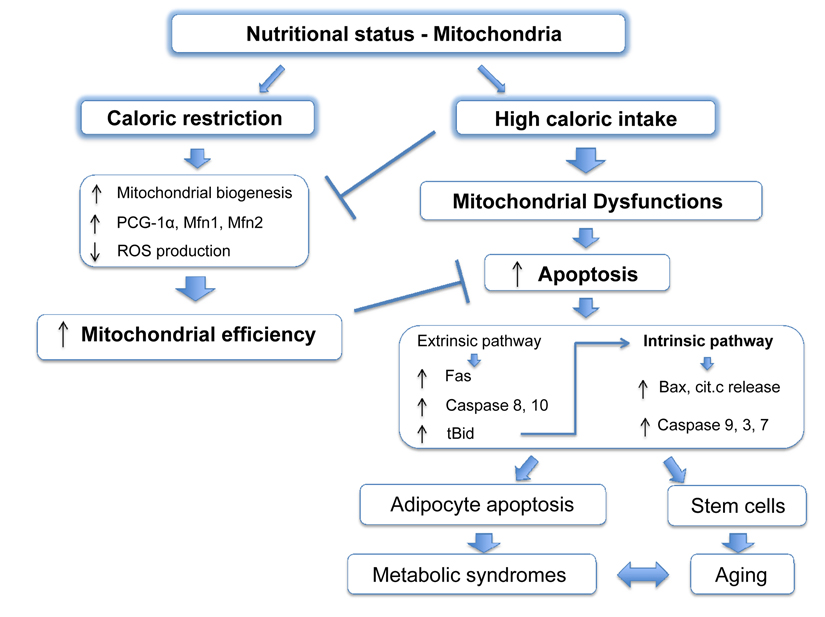 Nutritional status - Mitochondria
Caloric restriction
High caloric intake
↑ Mitochondrial biogenesis
↑ PCG-1α, Mfn1, Mfn2
↓ ROS production
Mitochondrial Dysfunctions
↑ Apoptosis
↑ Mitochondrial efficiency
Extrinsic pathway
↑ Fas
↑ Caspase 8, 10
↑ tBid
Intrinsic pathway
↑ Bax, cit.c release
↑ Caspase 9, 3, 7
Adipocyte apoptosis
Stem cells
Metabolic syndromes
Aging